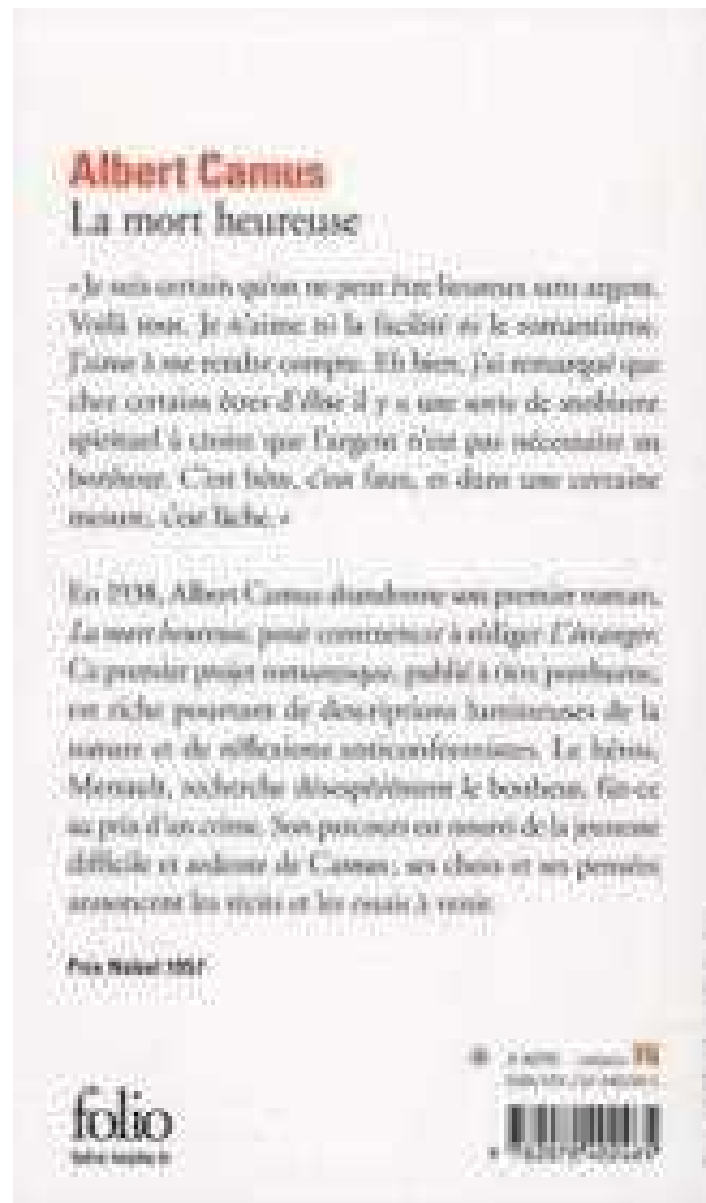 Albert Camus
La mort heureuse
« Je suis certain qu'on ne peut être heureux sans argent.
Voilà tout. Je n'aime ni la facilité ni le romantisme.
J'aime à me rendre compte. Eh bien, j'ai remarqué que
chez certains êtres d'élite il y a une sorte de snobisme
spirituel à croire que l'argent n'est pas nécessaire au
bonheur. C'est bête, c'est faux, et dans une certaine
mesure, c'est lâche. »
En 1938, Albert Camus abandonne son premier roman,
La mort heureuse, pour commencer à rédiger L'étranger.
Ce premier projet romanesque, publié à titre posthume,
est riche pourtant de descriptions lumineuses de la
nature et de réflexions anticonformistes. Le héros,
Mersault, recherche désespérément le bonheur, fût-ce
au prix d'un crime. Son parcours est nourri de la jeunesse
difficile et ardente de Camus ; ses choix et ses pensées
annoncent les récits et les essais à venir.
Prix Nobel 1957
folio